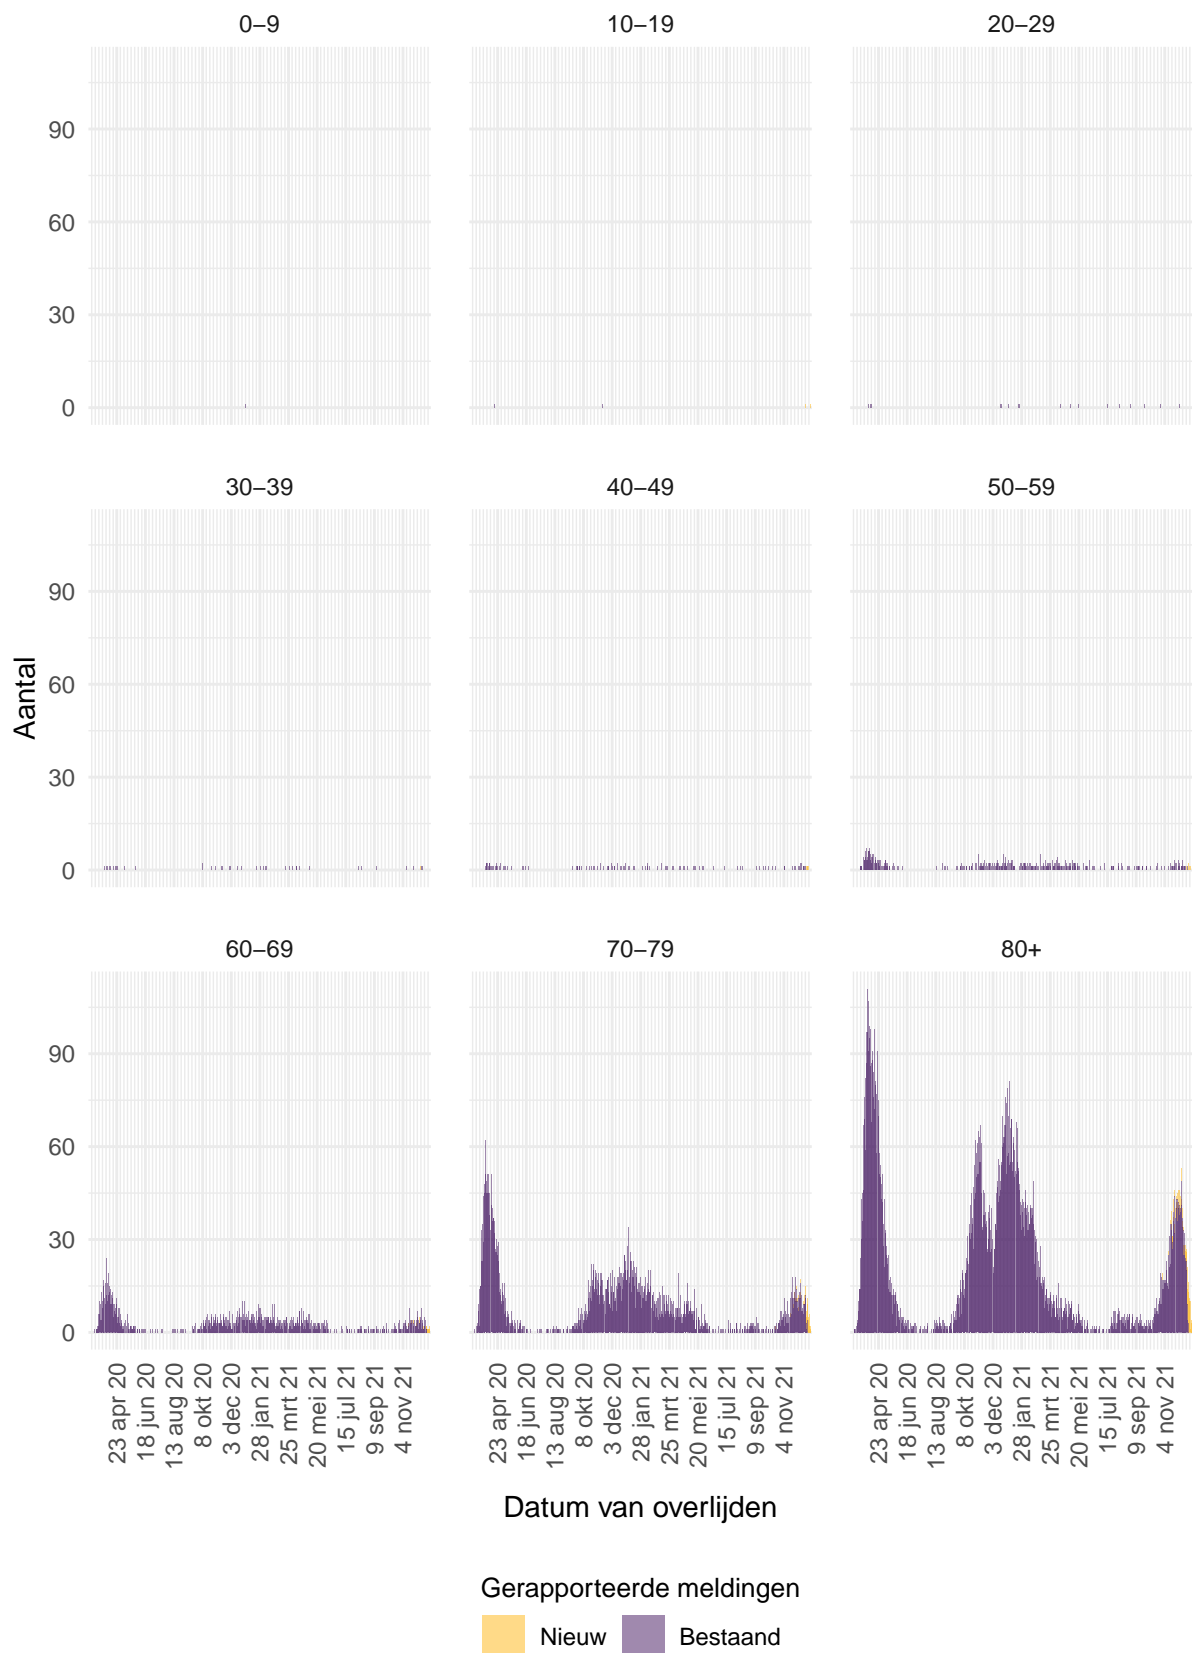 0–9 10–19 20–29
90
60
30
0
30–39 40–49 50–59
90
60
30
0
Aantal
60–69 70–79 80+
90
60
30
0
23 apr 20 18 jun 20 13 aug 20 8 okt 20 3 dec 20 28 jan 21 25 mrt 21 20 mei 21 15 jul 21 9 sep 21 4 nov 21
23 apr 20 18 jun 20 13 aug 20 8 okt 20 3 dec 20 28 jan 21 25 mrt 21 20 mei 21 15 jul 21 9 sep 21 4 nov 21
23 apr 20 18 jun 20 13 aug 20 8 okt 20 3 dec 20 28 jan 21 25 mrt 21 20 mei 21 15 jul 21 9 sep 21 4 nov 21
Datum van overlijden
Gerapporteerde meldingen
Nieuw Bestaand